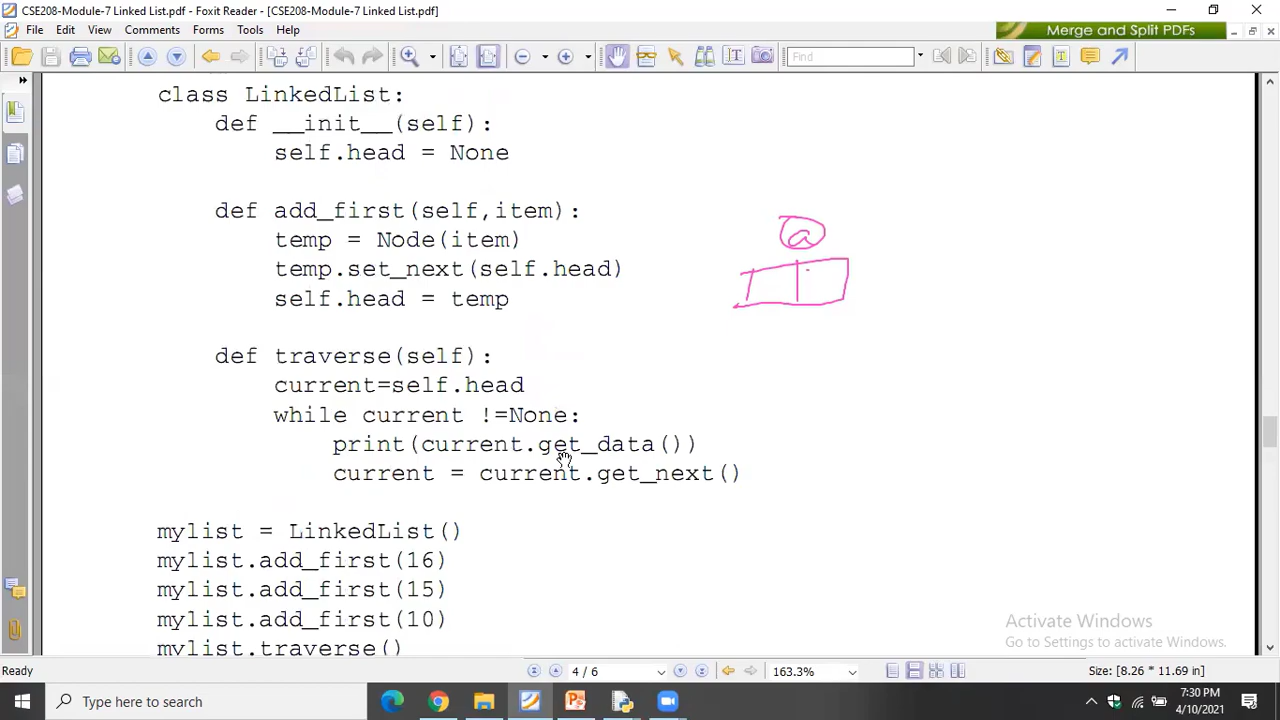 CSE208-Module-7 Linked List.pdf - Foxit Reader - [CSE208-Module-7 Linked List.pdf]
File Edit View Comments Forms Tools Help
Merge and Split PDFs
Find
class LinkedList:
def __init__(self):
self.head = None
def add_first(self,item):
temp = Node(item)
temp.set_next(self.head)
self.head = temp
a
def traverse(self):
current=self.head
while current !=None:
print(current.get_data())
current = current.get_next()
mylist = LinkedList()
mylist.add_first(16)
mylist.add_first(15)
mylist.add_first(10)
mylist.traverse()
Activate Windows
Go to Settings to activate Windows.
Ready
4 / 6
163.3%
Size: [8.26 * 11.69 in]
Type here to search
7:30 PM
4/10/2021